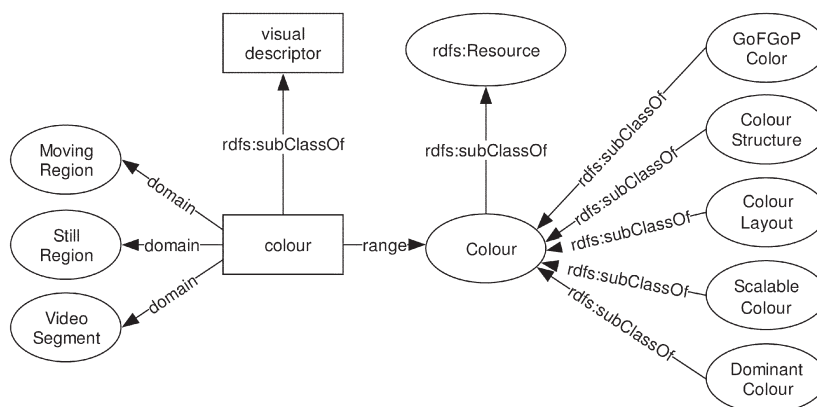 visual
descriptor
rdfs:Resource
GoFGoP
Color
rdfs:subClassOf
rdfs:subClassOf
rdfs:subClassOf
Colour
Structure
rdfs:subClassOf
Moving
Region
domain
Colour
Layout
rdfs:subClassOf
Still
Region
domain
colour
range
Colour
Scalable
Colour
rdfs:subClassOf
Video
Segment
domain
Dominant
Colour
rdfs:subClassOf